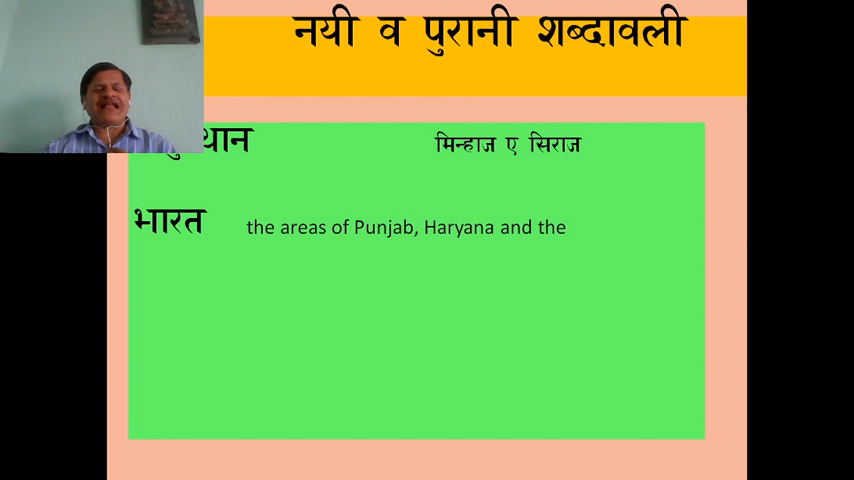 नयी व पुरानी शब्दावली
मिन्हाज ए सिराज
भारत the areas of Punjab, Haryana and the